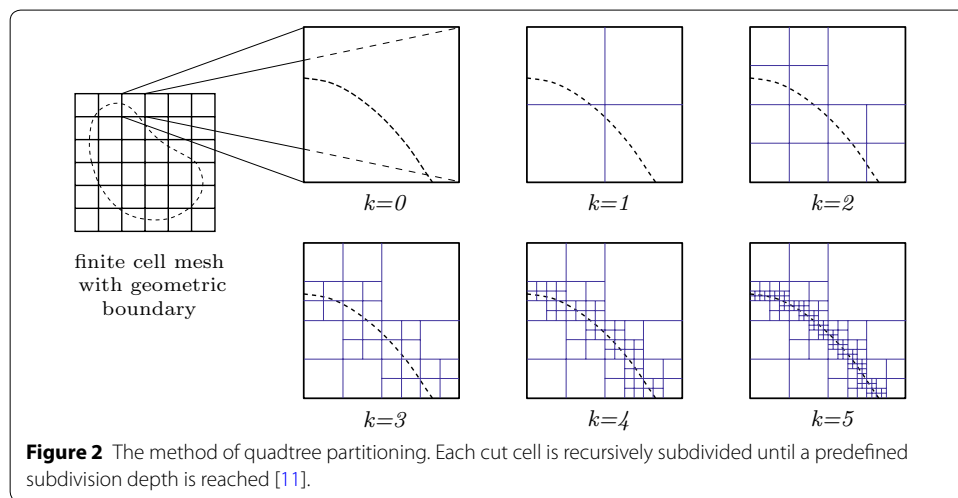 k=0
k=1
k=2
finite cell mesh
with geometric
boundary
k=3
k=4
k=5
Figure 2 The method of quadtree partitioning. Each cut cell is recursively subdivided until a predefined
subdivision depth is reached [11].